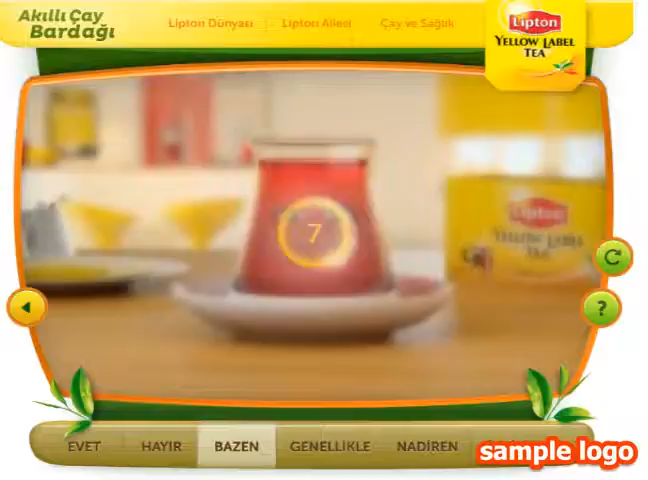 Akıllı Çay
Bardağı
Lipton Dünyası
Lipton Ailesi
Çay ve Sağlık
Lipton
YELLOW LABEL
TEA
7
Lipton
YELLOW LABEL
TEA
?
EVET
HAYIR
BAZEN
GENELLİKLE
NADİREN
sample logo